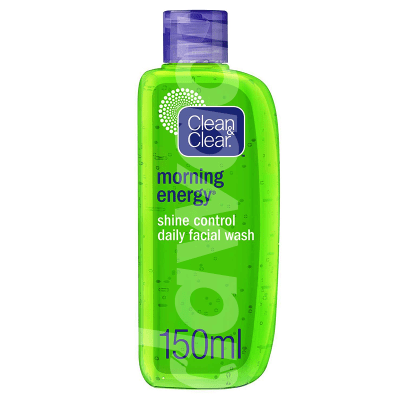 Clean &
Clear.
morning
energy®
shine control
daily facial wash
150ml